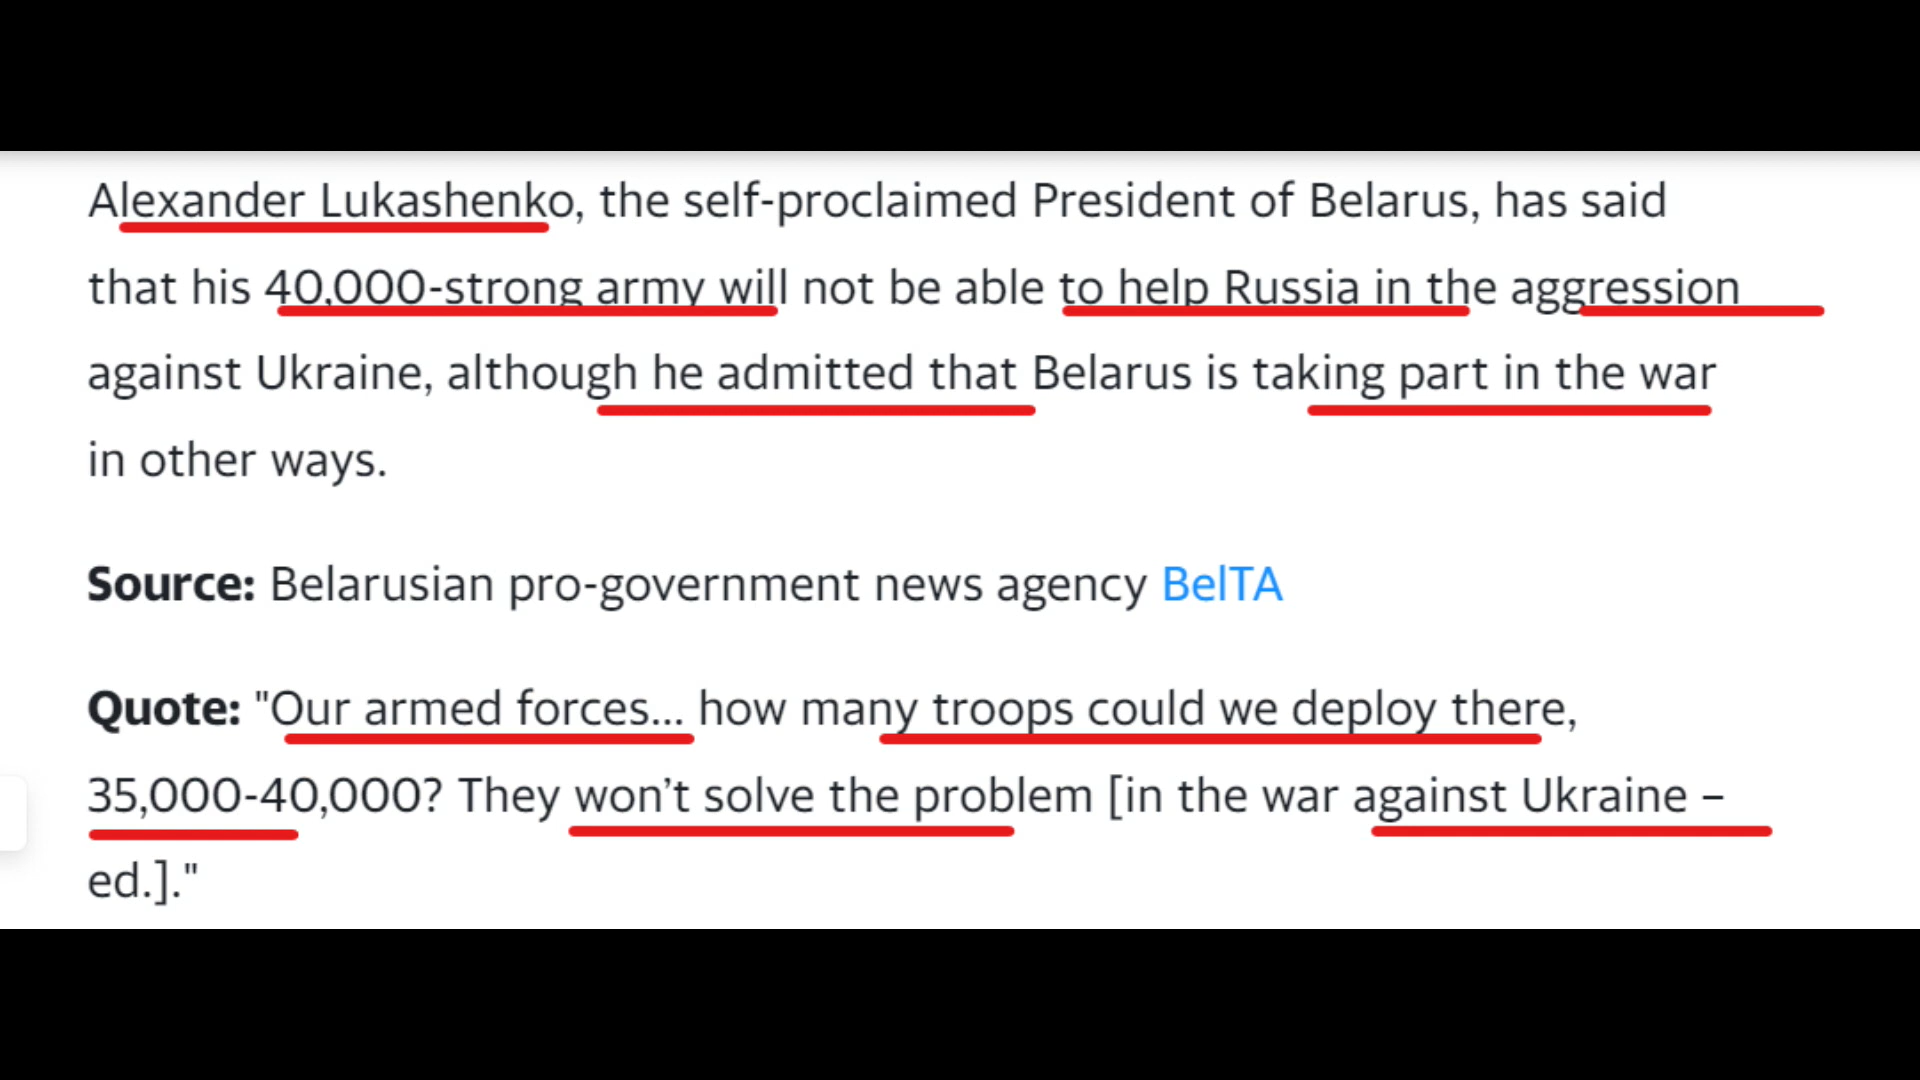 Alexander Lukashenko, the self-proclaimed President of Belarus, has said
that his 40,000-strong army will not be able to help Russia in the aggression
against Ukraine, although he admitted that Belarus is taking part in the war
in other ways.
Source: Belarusian pro-government news agency BelTA
Quote: "Our armed forces... how many troops could we deploy there,
35,000-40,000? They won’t solve the problem [in the war against Ukraine –
ed.]."